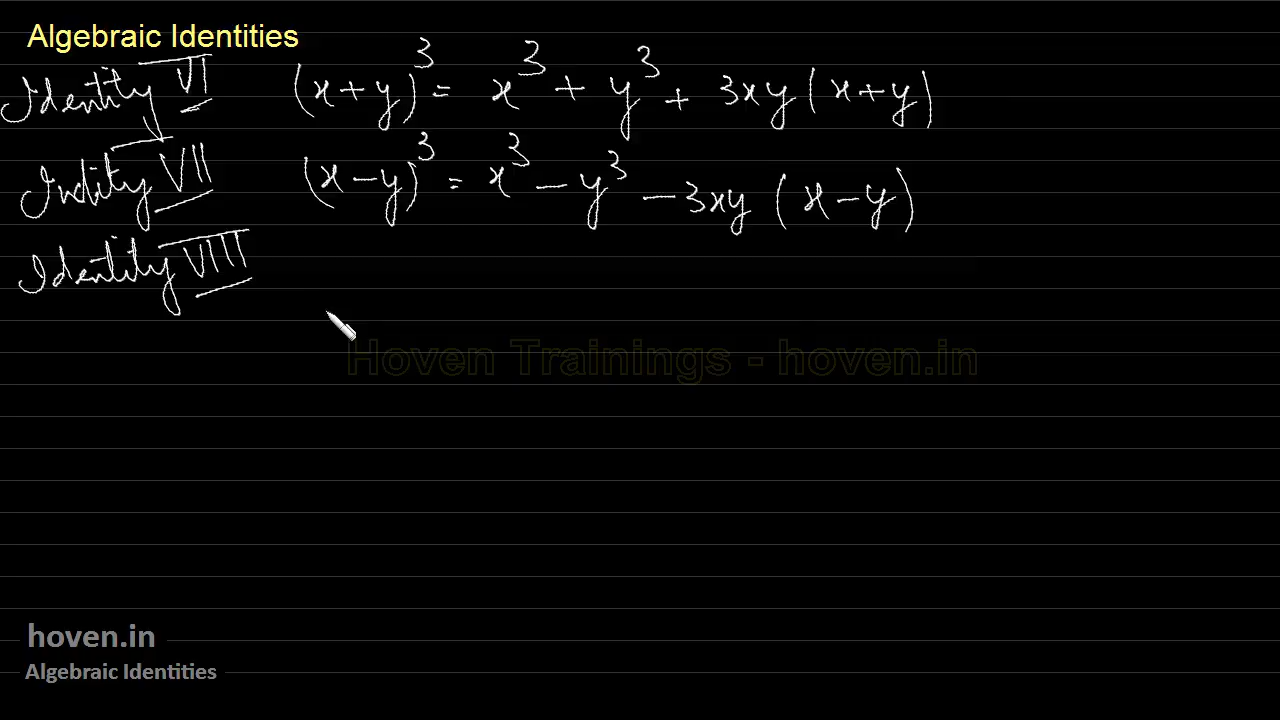 Algebraic Identities
Identity VI (x+y)³ = x³ + y³ + 3xy(x+y)
Indtity VII (x-y)³ = x³ - y³ - 3xy(x-y)
Identity VIII
Hoven Trainings - hoven.in
hoven.in
Algebraic Identities